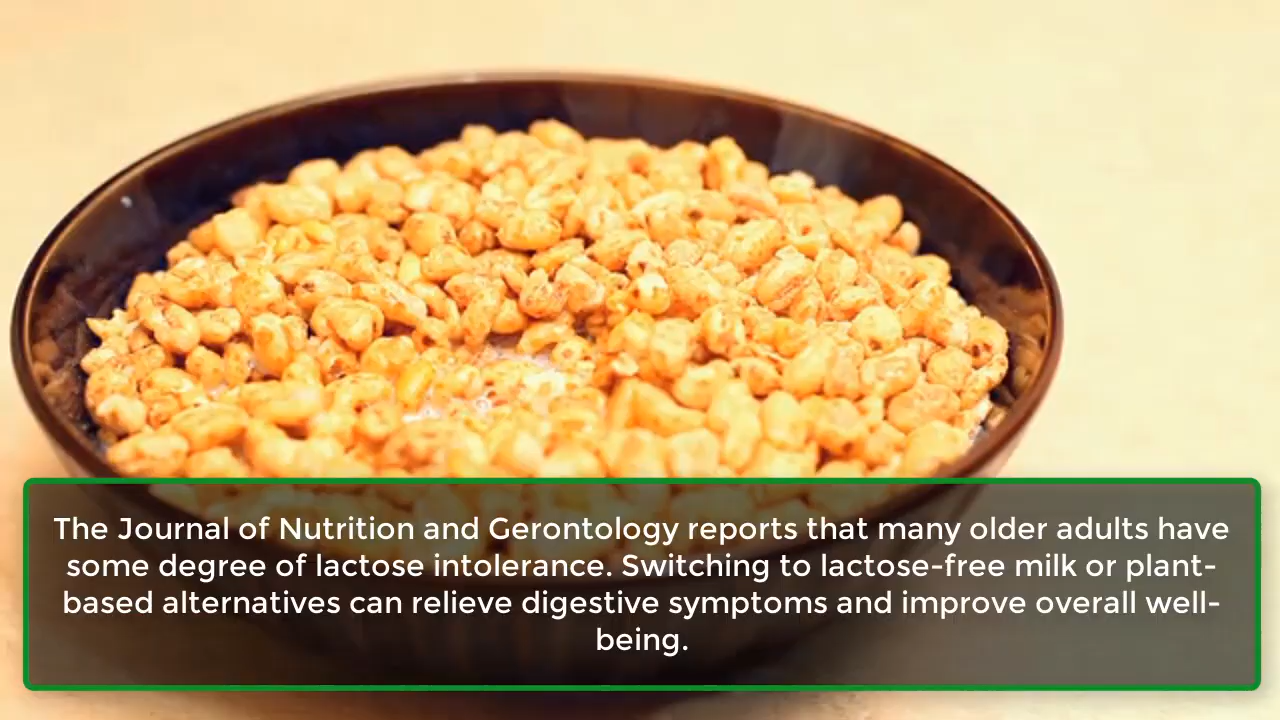 The Journal of Nutrition and Gerontology reports that many older adults have
some degree of lactose intolerance. Switching to lactose-free milk or plant-
based alternatives can relieve digestive symptoms and improve overall well-
being.